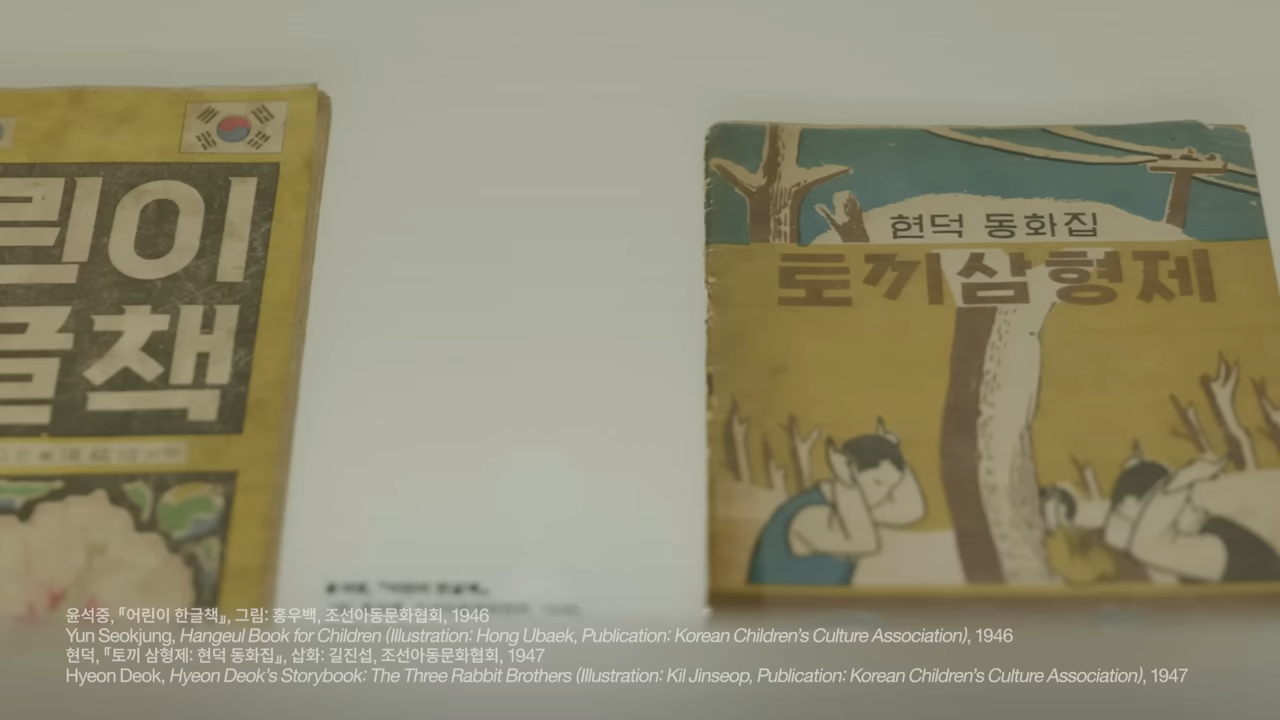 린이
글책
현덕 동화집
토끼삼형제
윤석중, 『어린이 한글책』, 그림: 홍우백, 조선아동문화협회, 1946
Yun Seokjung, Hangeul Book for Children (Illustration: Hong Ubaek, Publication: Korean Children's Culture Association), 1946
현덕, 『토끼 삼형제: 현덕 동화집』, 삽화: 길진섭, 조선아동문화협회, 1947
Hyeon Deok, Hyeon Deok's Storybook: The Three Rabbit Brothers (Illustration: Kil Jinseop, Publication: Korean Children's Culture Association), 1947